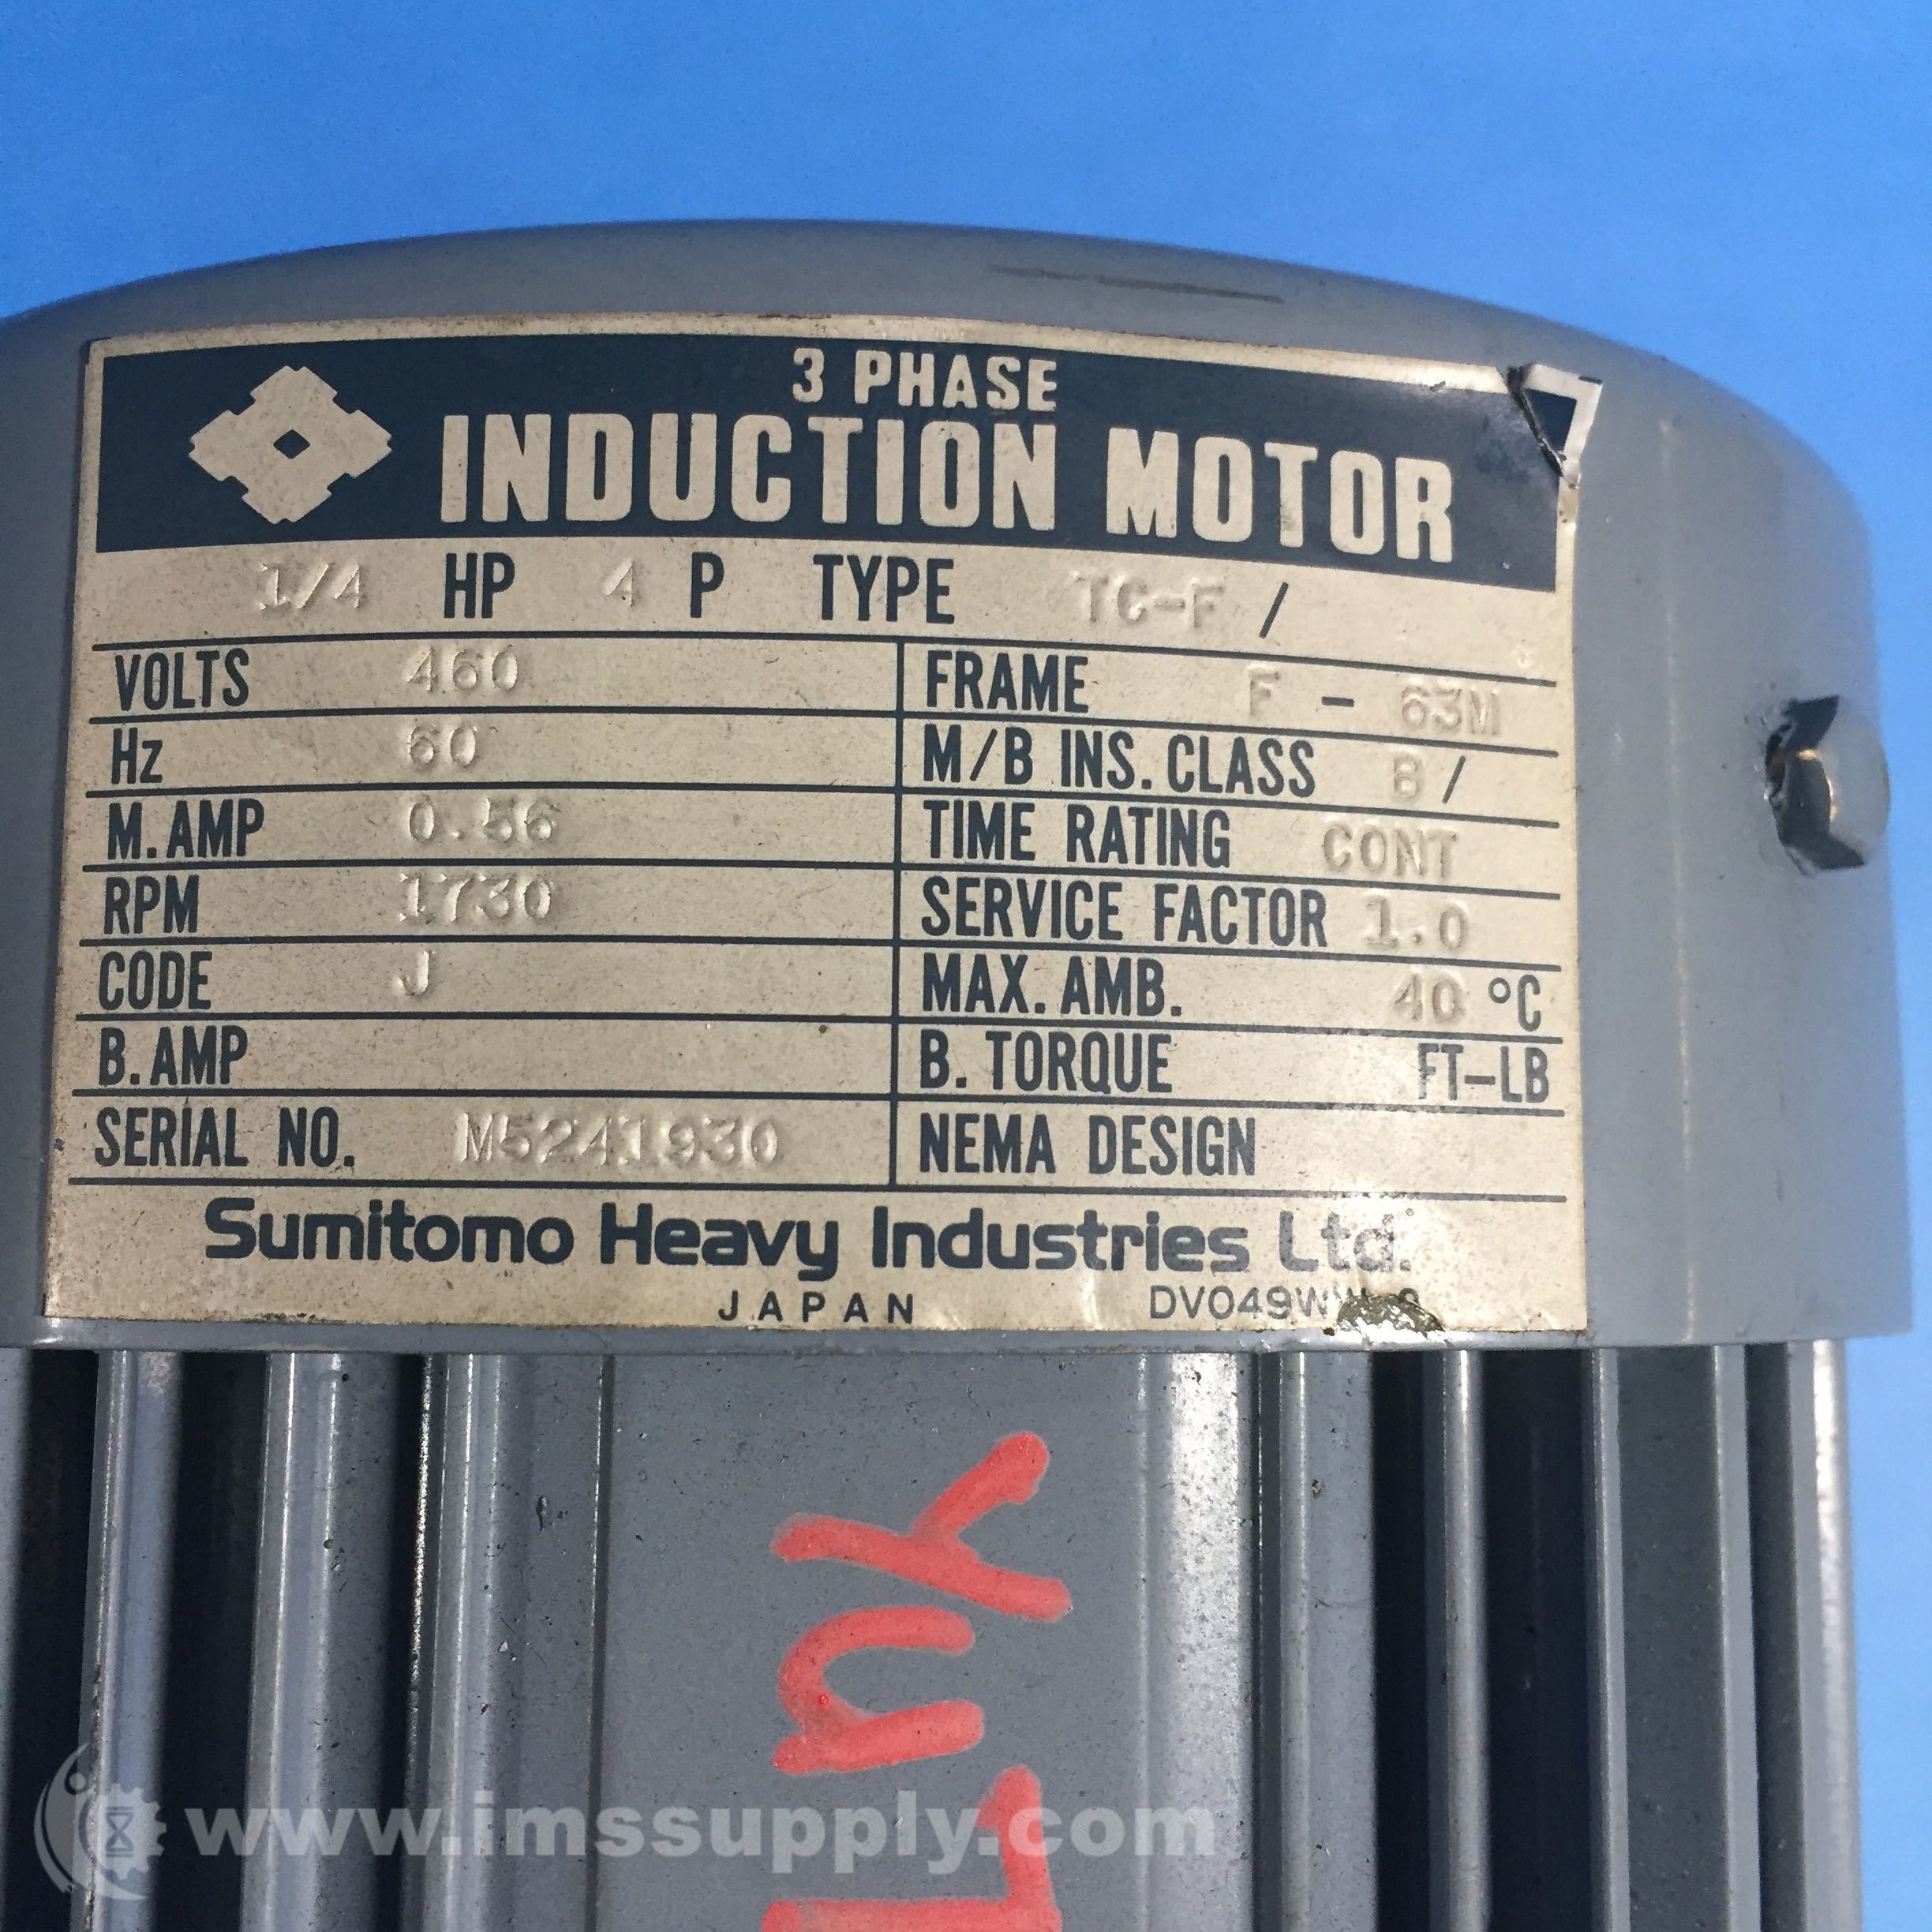 3 PHASE
INDUCTION MOTOR
1/4 HP 4 P TYPE TC-F /
VOLTS 460 FRAME F - 63M
Hz 60 M/B INS. CLASS B /
M. AMP 0.56 TIME RATING CONT
RPM 1730 SERVICE FACTOR 1.0
CODE J MAX. AMB. 40 °C
B. AMP B. TORQUE FT-LB
SERIAL NO. M5241930 NEMA DESIGN
Sumitomo Heavy Industries Ltd.
JAPAN
www.imssupply.com